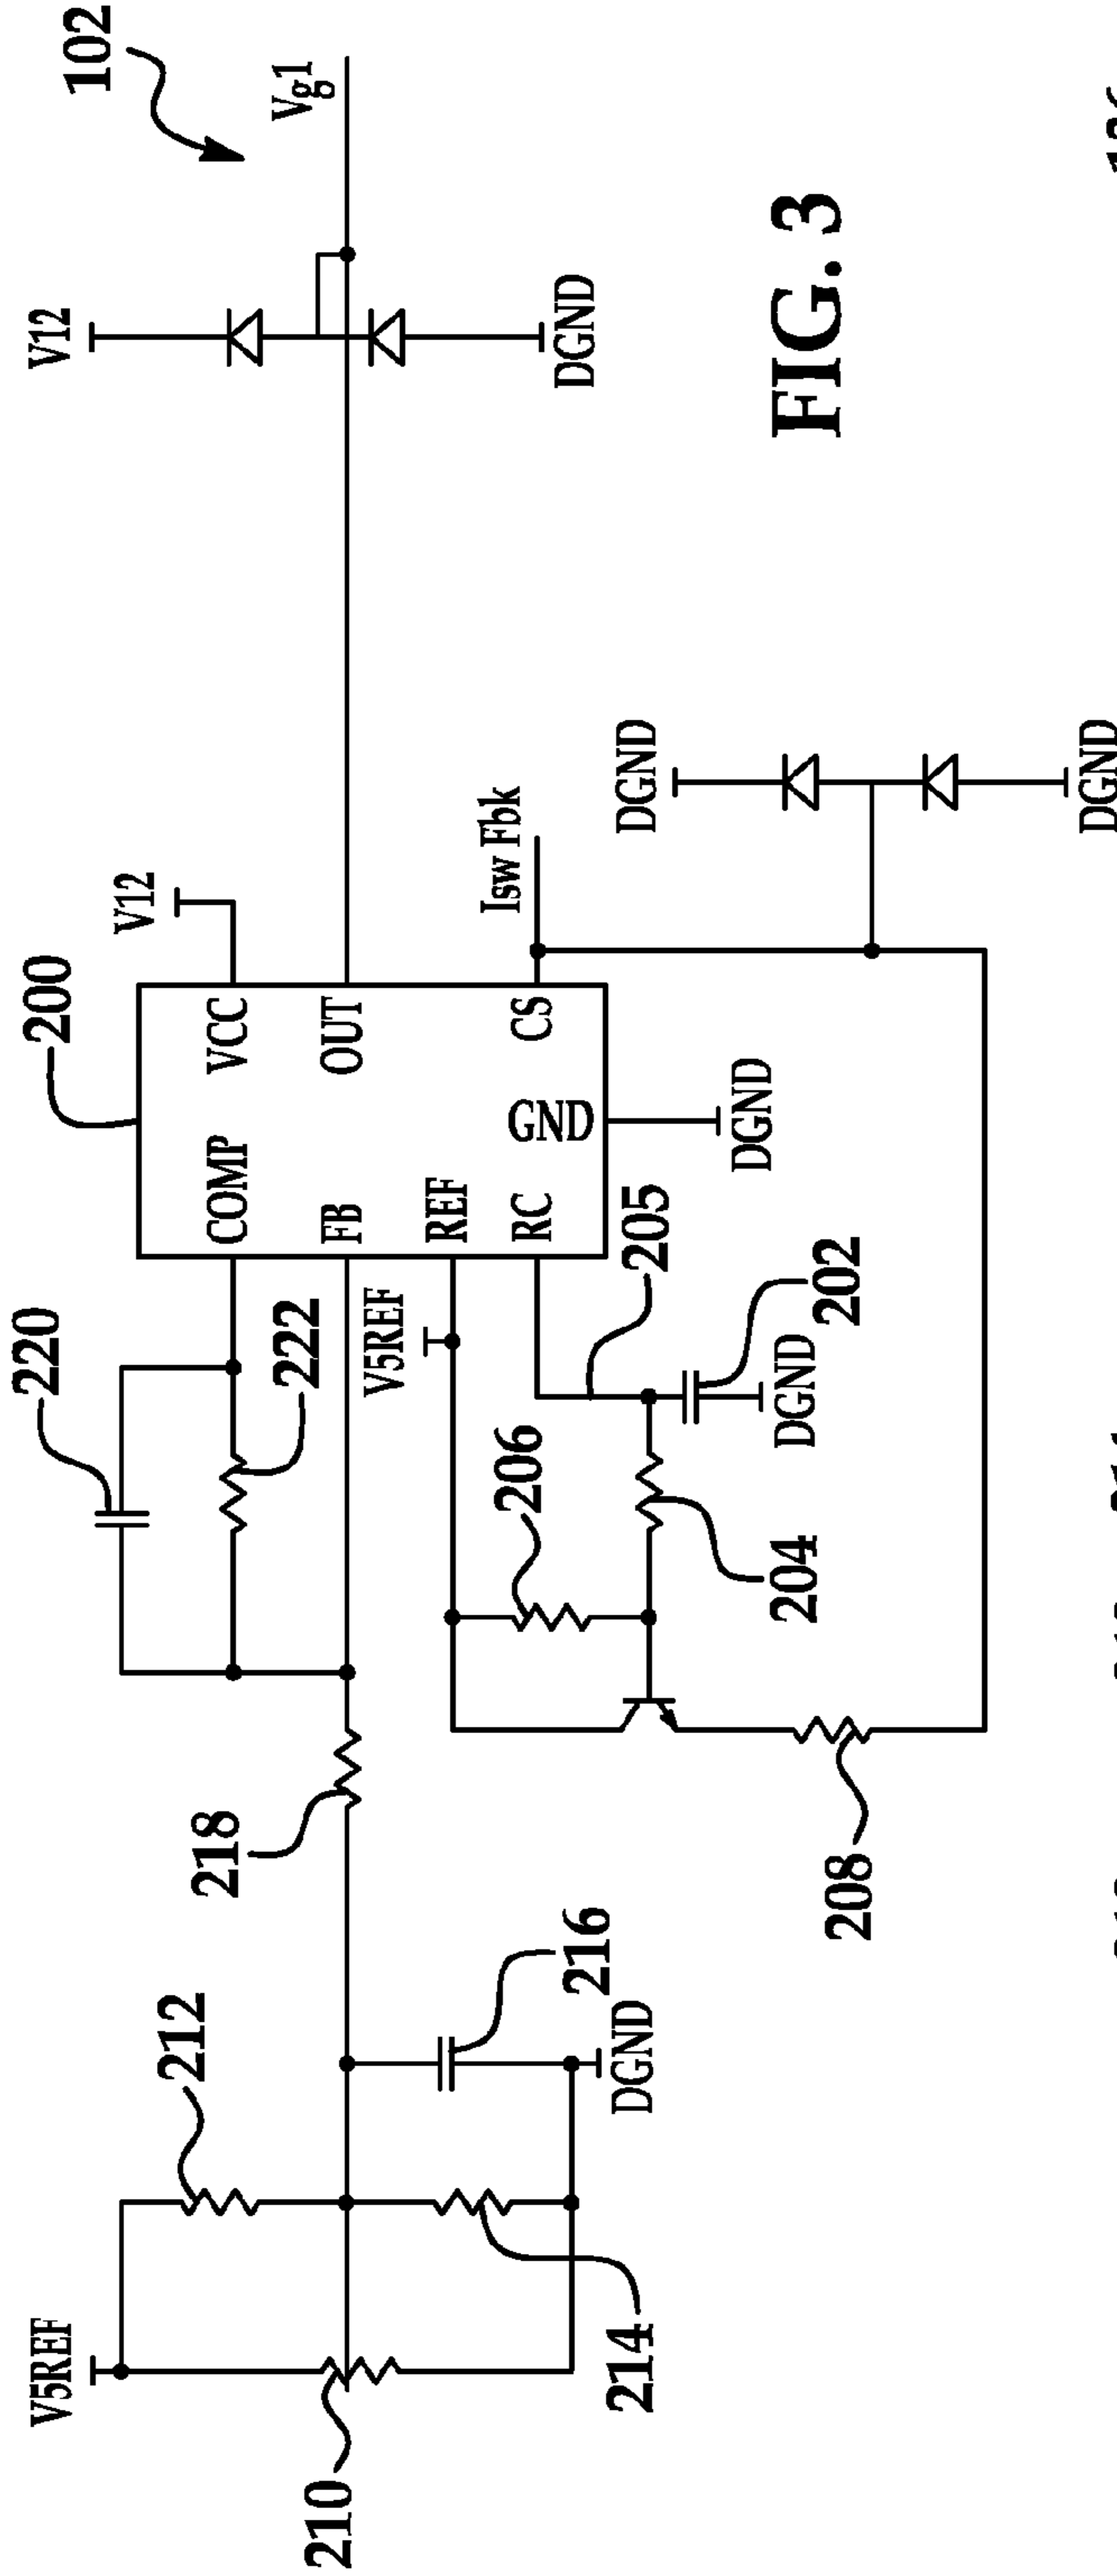 102
V12
Vg1
DGND
FIG. 3
200
V12
VCC
OUT
COMP
FB
REF
RC
GND
CS
Isw Fbk
DGND
DGND
DGND
220
222
V5REF
205
202
DGND
206
204
208
218
212
216
DGND
V5REF
210
214